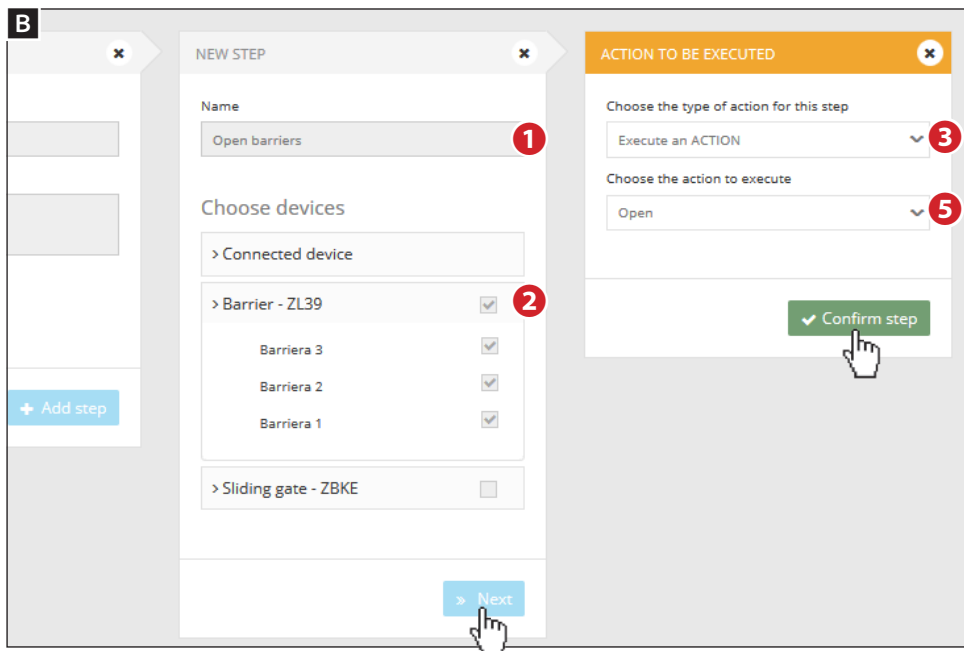 B
+ Add step
NEW STEP
Name
Open barriers
1
Choose devices
> Connected device
> Barrier - ZL39
2
Barriera 3
Barriera 2
Barriera 1
> Sliding gate - ZBKE
» Next
ACTION TO BE EXECUTED
Choose the type of action for this step
Execute an ACTION
3
Choose the action to execute
Open
5
Confirm step